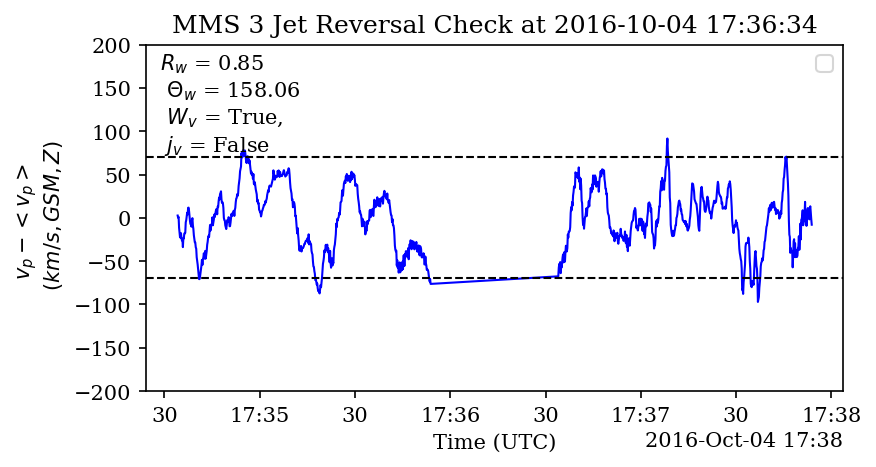 MMS 3 Jet Reversal Check at 2016-10-04 17:36:34
200
150
100
50
0
−50
−100
−150
−200
v_p − < v_p >
(km/s, GSM, Z)
R_w = 0.85
Θ_w = 158.06
W_v = True,
j_v = False
30
17:35
30
17:36
30
17:37
30
17:38
Time (UTC)
2016-Oct-04 17:38